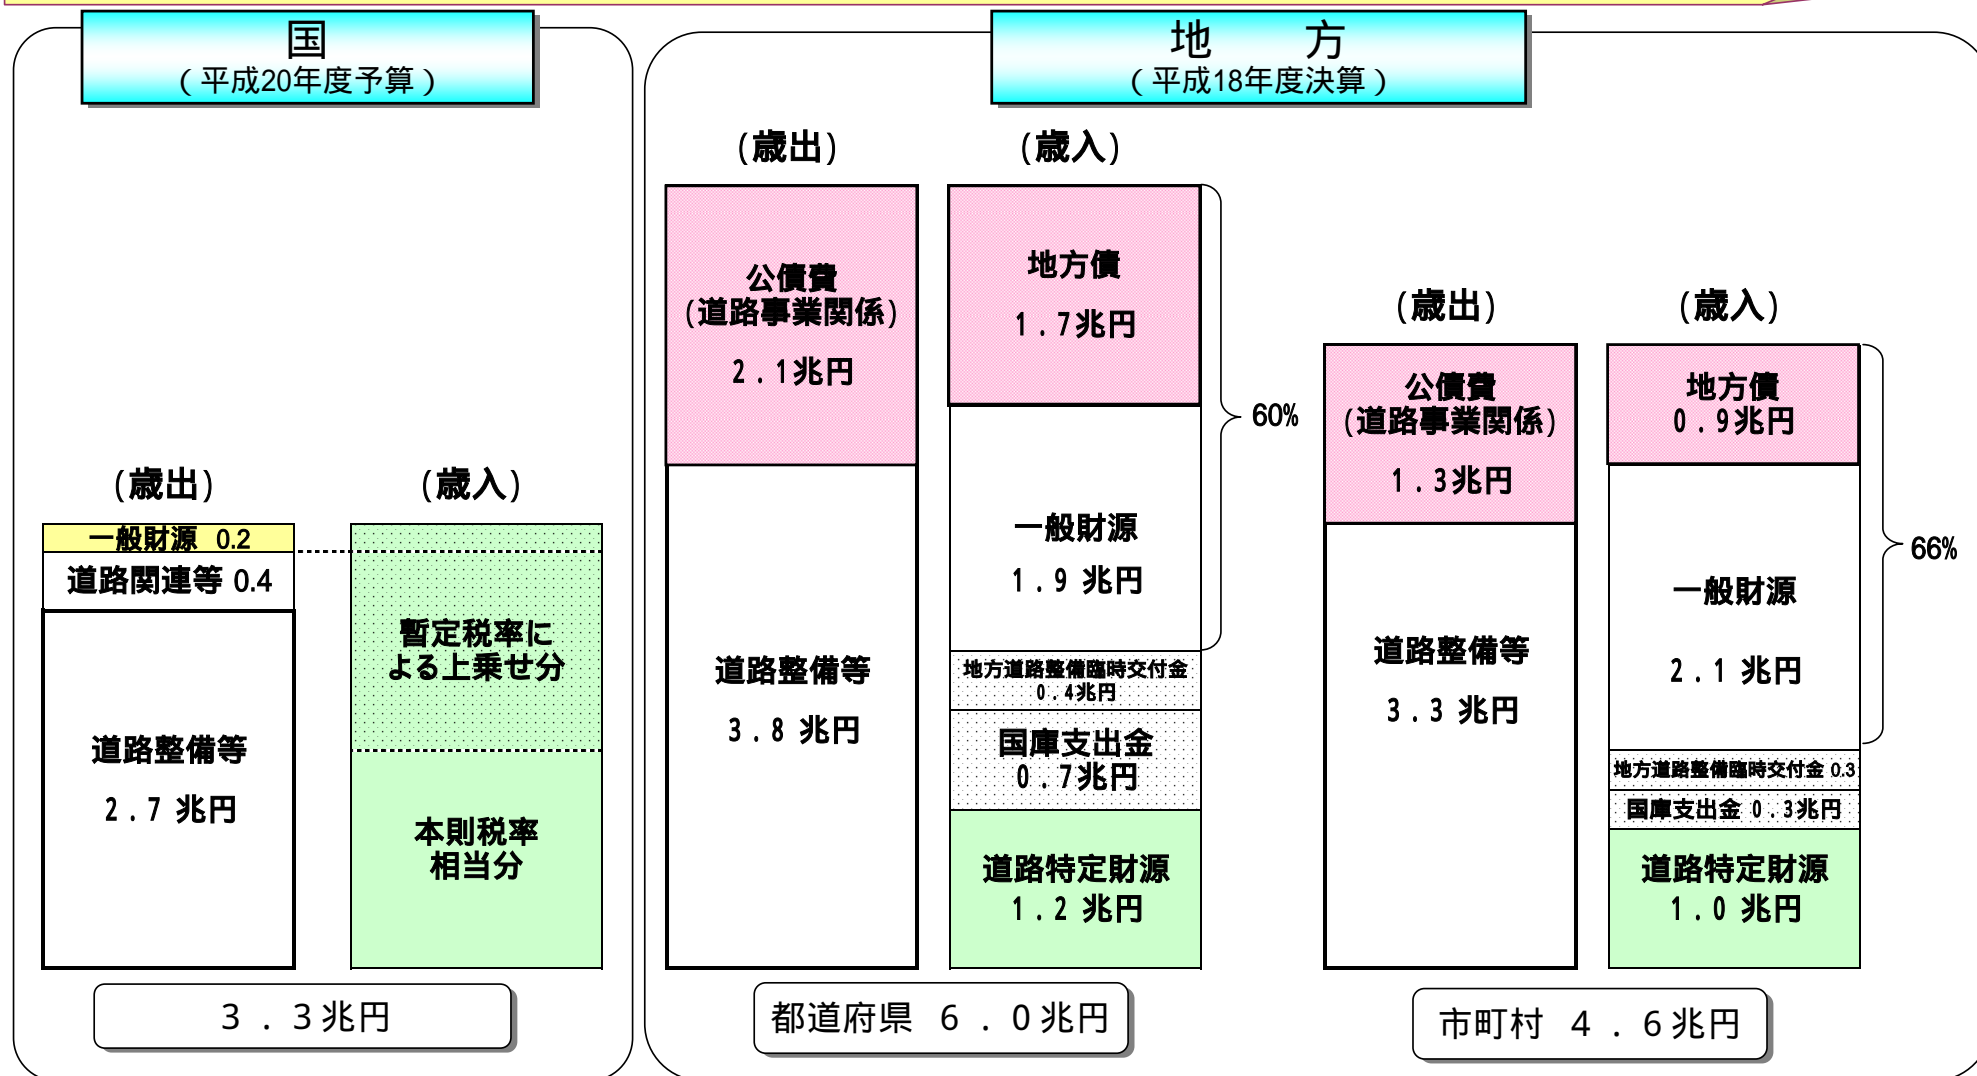 国
（平成20年度予算）
(歳出)
(歳入)
一般財源 0.2
道路関連等 0.4
道路整備等
2.7 兆円
暫定税率に
よる上乗せ分
本則税率
相当分
３．３兆円
地　方
（平成18年度決算）
(歳出)
(歳入)
公債費
(道路事業関係)
2.1兆円
道路整備等
3.8 兆円
地方債
1.7兆円
一般財源
1.9 兆円
地方道路整備臨時交付金
0.4兆円
国庫支出金
0.7兆円
道路特定財源
1.2 兆円
60%
都道府県 ６．０兆円
(歳出)
(歳入)
公債費
(道路事業関係)
1.3兆円
道路整備等
3.3 兆円
地方債
0.9兆円
一般財源
2.1 兆円
地方道路整備臨時交付金 0.3
国庫支出金 0.3兆円
道路特定財源
1.0 兆円
66%
市町村 ４．６兆円